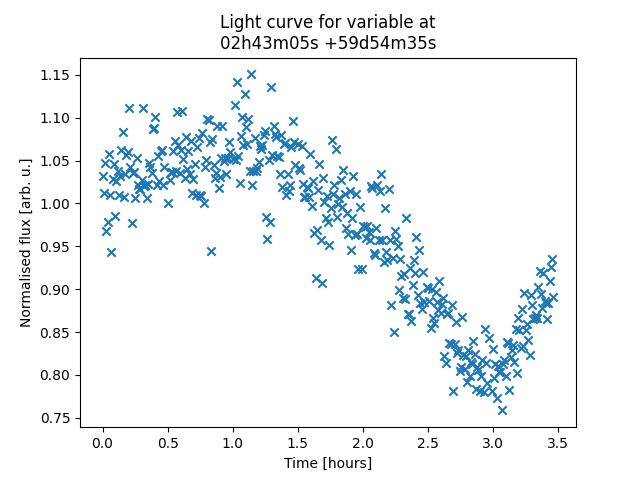 Light curve for variable at
02h43m05s +59d54m35s
Normalised flux [arb. u.]
1.15
1.10
1.05
1.00
0.95
0.90
0.85
0.80
0.75
0.0 0.5 1.0 1.5 2.0 2.5 3.0 3.5
Time [hours]